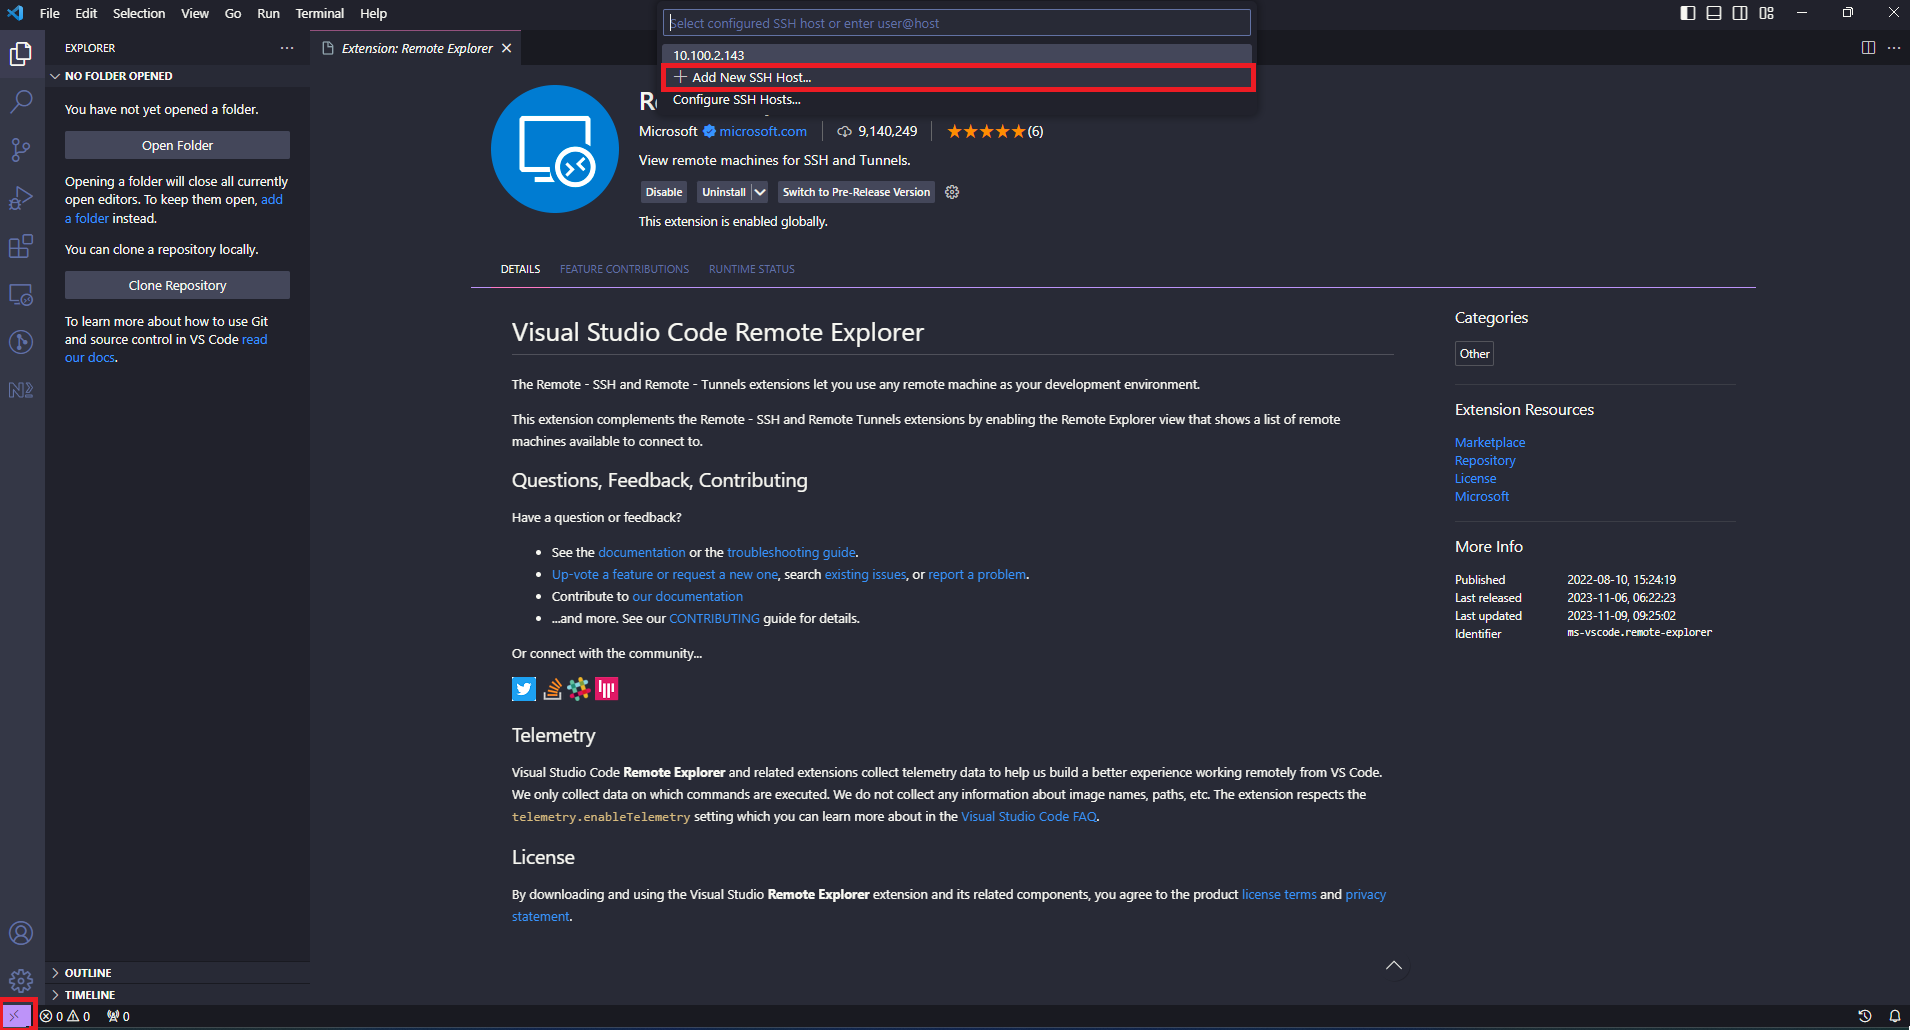 File Edit Selection View Go Run Terminal Help
Select configured SSH host or enter user@host
10.100.2.143
Add New SSH Host...
Configure SSH Hosts...
EXPLORER
Extension: Remote Explorer
NO FOLDER OPENED
You have not yet opened a folder.
Open Folder
Opening a folder will close all currently
open editors. To keep them open, add
a folder instead.
You can clone a repository locally.
Clone Repository
To learn more about how to use Git
and source control in VS Code read
our docs.
OUTLINE
TIMELINE
Microsoft microsoft.com 9,140,249 (6)
View remote machines for SSH and Tunnels.
Disable Uninstall Switch to Pre-Release Version
This extension is enabled globally.
DETAILS FEATURE CONTRIBUTIONS RUNTIME STATUS
Visual Studio Code Remote Explorer
The Remote - SSH and Remote - Tunnels extensions let you use any remote machine as your development environment.
This extension complements the Remote - SSH and Remote Tunnels extensions by enabling the Remote Explorer view that shows a list of remote
machines available to connect to.
Questions, Feedback, Contributing
Have a question or feedback?
• See the documentation or the troubleshooting guide.
• Up-vote a feature or request a new one, search existing issues, or report a problem.
• Contribute to our documentation
• ...and more. See our CONTRIBUTING guide for details.
Or connect with the community...
Telemetry
Visual Studio Code Remote Explorer and related extensions collect telemetry data to help us build a better experience working remotely from VS Code.
We only collect data on which commands are executed. We do not collect any information about image names, paths, etc. The extension respects the
telemetry.enableTelemetry setting which you can learn more about in the Visual Studio Code FAQ.
License
By downloading and using the Visual Studio Remote Explorer extension and its related components, you agree to the product license terms and privacy
statement.
Categories
Other
Extension Resources
Marketplace
Repository
License
Microsoft
More Info
Published 2022-08-10, 15:24:19
Last released 2023-11-06, 06:22:23
Last updated 2023-11-09, 09:25:02
Identifier ms-vscode.remote-explorer
0 0 0